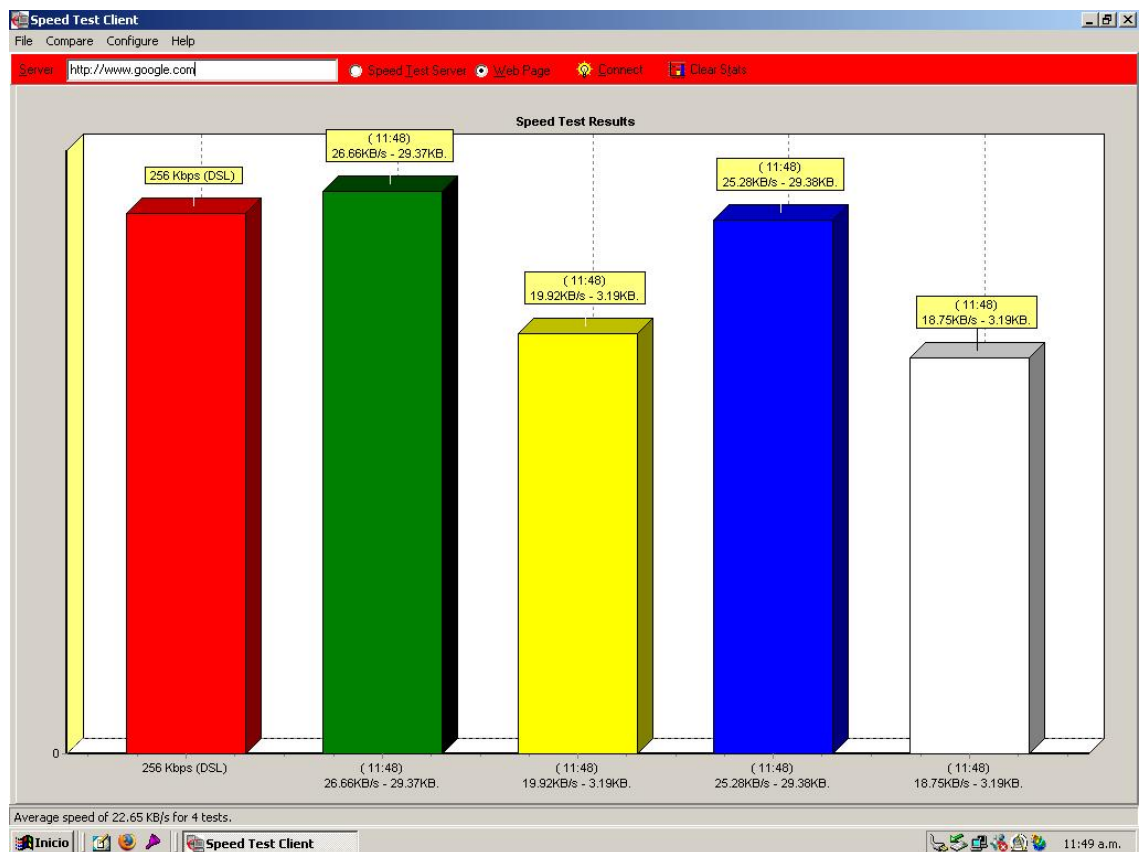 Speed Test Client
File Compare Configure Help
Server http://www.google.com Speed Test Server Web Page Connect Clear Stats
Speed Test Results
256 Kbps (DSL)
( 11:48)
26.66KB/s - 29.37KB.
( 11:48)
19.92KB/s - 3.19KB.
( 11:48)
25.28KB/s - 29.38KB.
( 11:48)
18.75KB/s - 3.19KB.
0
256 Kbps (DSL)
( 11:48)
26.66KB/s - 29.37KB.
( 11:48)
19.92KB/s - 3.19KB.
( 11:48)
25.28KB/s - 29.38KB.
( 11:48)
18.75KB/s - 3.19KB.
Average speed of 22.65 KB/s for 4 tests.
Inicio Speed Test Client 11:49 a.m.